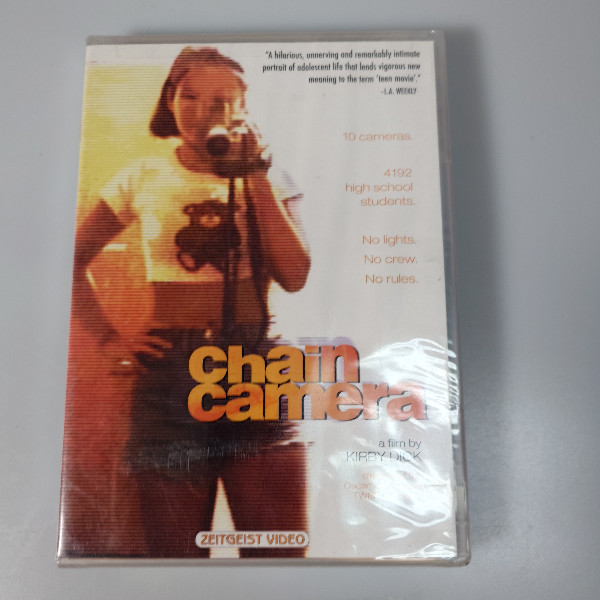 "A hilarious, unnerving and remarkably intimate
portrait of adolescent life that lends vigorous new
meaning to the term 'teen movie'."
–L.A. WEEKLY
10 cameras.
4192
high school
students.
No lights.
No crew.
No rules.
chain
camera
a film by
KIRBY DICK
ZEITGEIST VIDEO